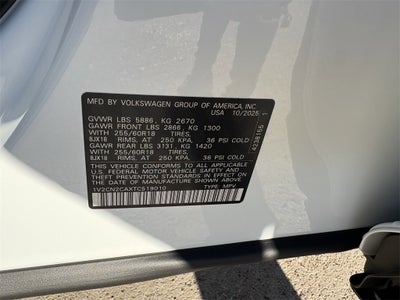 MFD BY VOLKSWAGEN GROUP OF AMERICA, INC.
USA 10/2025
GVWR LBS 5886, KG 2670
GAWR FRONT LBS 2866, KG 1300
WITH 255/60R18 TIRES,
8JX18 RIMS, AT 250 KPA, 36 PSI COLD
GAWR REAR LBS 3131, KG 1420
WITH 255/60R18 TIRES,
8JX18 RIMS, AT 250 KPA, 36 PSI COLD
THIS VEHICLE CONFORMS TO ALL APPLICABLE
U.S. FEDERAL MOTOR VEHICLE SAFETY AND
THEFT PREVENTION STANDARDS IN EFFECT
ON THE DATE OF MANUFACTURE SHOWN ABOVE
1V2CN2CAXTC518010 TYPE: MPV